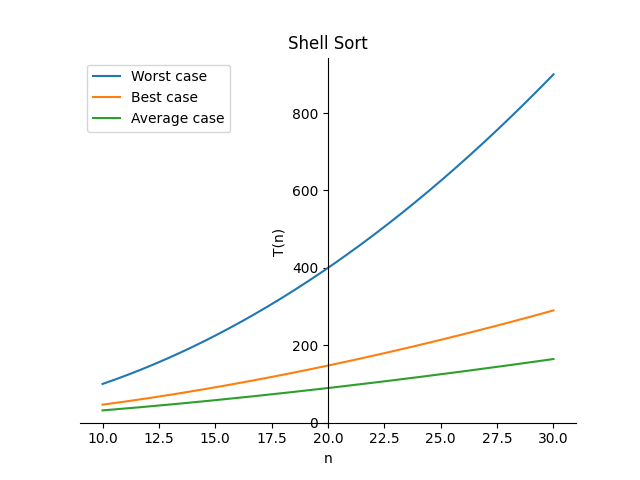 Shell Sort
Worst case
Best case
Average case
800
600
T(n)
400
200
0
10.0 12.5 15.0 17.5 20.0 22.5 25.0 27.5 30.0
n